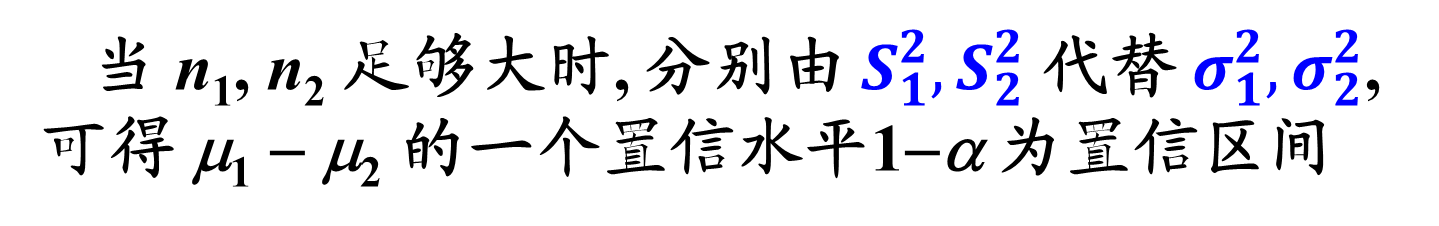 当 n₁, n₂ 足够大时, 分别由 S₁², S₂² 代替 σ₁², σ₂²,
可得 μ₁ − μ₂ 的一个置信水平1−α为置信区间